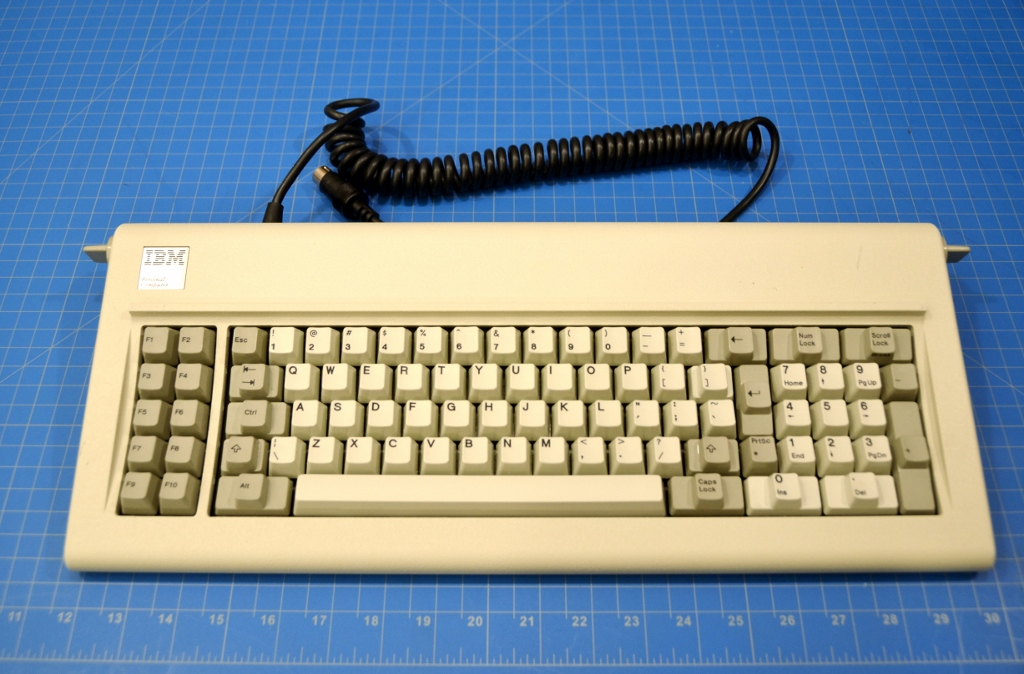 IBM
Personal
Computer
F1 F2 Esc ! 1 @ 2 # 3 $ 4 % 5 ^ 6 & 7 * 8 ( 9 ) 0 — - + = ← Num Lock Scroll Lock
F3 F4 |← →| Q W E R T Y U I O P { [ } ] ↵ 7 Home 8 ↑ 9 PgUp -
F5 F6 Ctrl A S D F G H J K L " ' : ; ~ ` 4 ← 5 6 →
F7 F8 ⇧ | \ Z X C V B N M < , > . ? / ⇧ PrtSc * 1 End 2 ↓ 3 PgDn +
F9 F10 Alt Caps Lock 0 Ins . Del
11 12 13 14 15 16 17 18 19 20 21 22 23 24 25 26 27 28 29 30